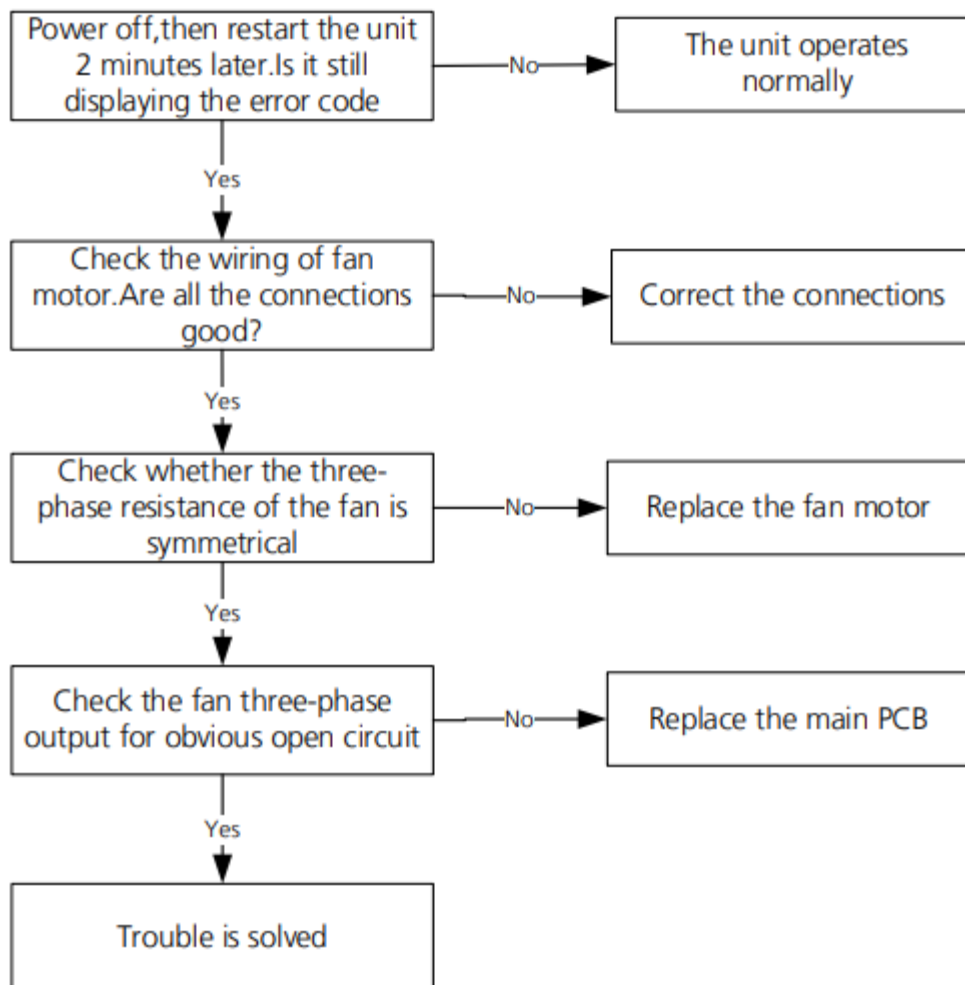 Power off,then restart the unit
2 minutes later.Is it still
displaying the error code
No
The unit operates
normally
Yes
Check the wiring of fan
motor.Are all the connections
good?
No
Correct the connections
Yes
Check whether the three-
phase resistance of the fan is
symmetrical
No
Replace the fan motor
Yes
Check the fan three-phase
output for obvious open circuit
No
Replace the main PCB
Yes
Trouble is solved